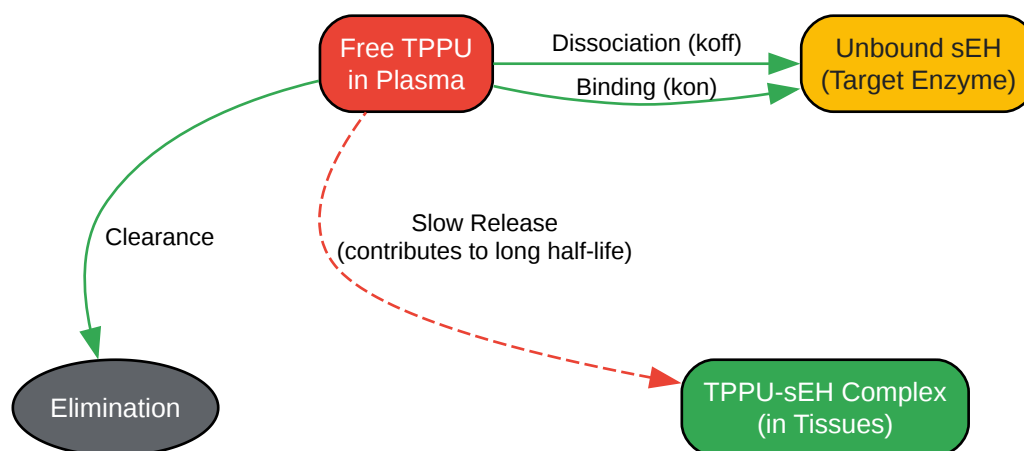 Free TPPU
in Plasma
Dissociation (koff)
Binding (kon)
Unbound sEH
(Target Enzyme)
Clearance
Slow Release
(contributes to long half-life)
Elimination
TPPU-sEH Complex
(in Tissues)